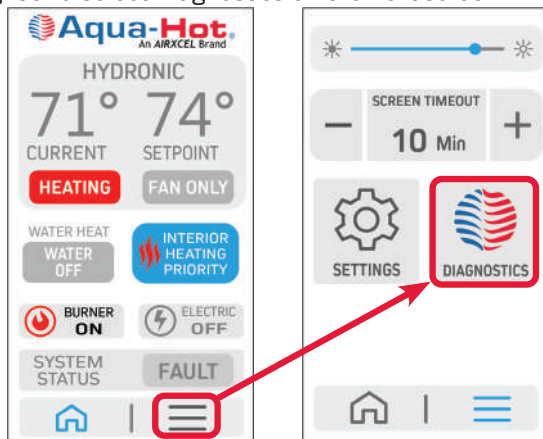 Aqua-Hot
An AIRXCEL Brand
HYDRONIC
71° 74°
CURRENT SETPOINT
HEATING FAN ONLY
WATER HEAT
WATER
OFF
INTERIOR
HEATING
PRIORITY
BURNER
ON
ELECTRIC
OFF
SYSTEM
STATUS
FAULT
SCREEN TIMEOUT
− 10 Min +
SETTINGS
DIAGNOSTICS